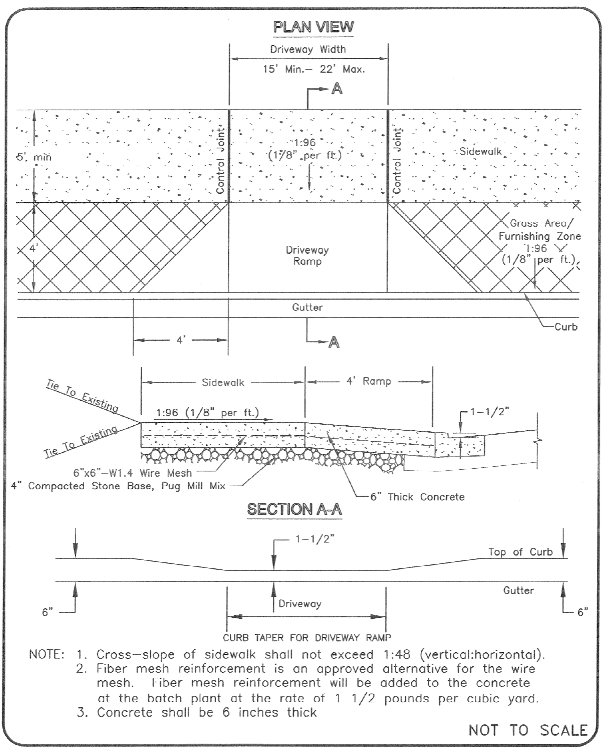 PLAN VIEW
Driveway Width
15' Min.– 22' Max.
A
5' min
Control Joint
1:96
(1/8" per ft.)
Control Joint
Sidewalk
4'
Driveway
Ramp
Grass Area/
Furnishing Zone
1:96
(1/8" per ft.)
Gutter
Curb
4'
A
Tie To Existing
Tie To Existing
Sidewalk
4' Ramp
1:96 (1/8" per ft.)
1-1/2"
6"x6"-W1.4 Wire Mesh
4" Compacted Stone Base, Pug Mill Mix
6" Thick Concrete
SECTION A-A
1-1/2"
Top of Curb
Gutter
6"
Driveway
6"
CURB TAPER FOR DRIVEWAY RAMP
NOTE: 1. Cross-slope of sidewalk shall not exceed 1:48 (vertical:horizontal).
2. Fiber mesh reinforcement is an approved alternative for the wire
mesh. Fiber mesh reinforcement will be added to the concrete
at the batch plant at the rate of 1 1/2 pounds per cubic yard.
3. Concrete shall be 6 inches thick
NOT TO SCALE